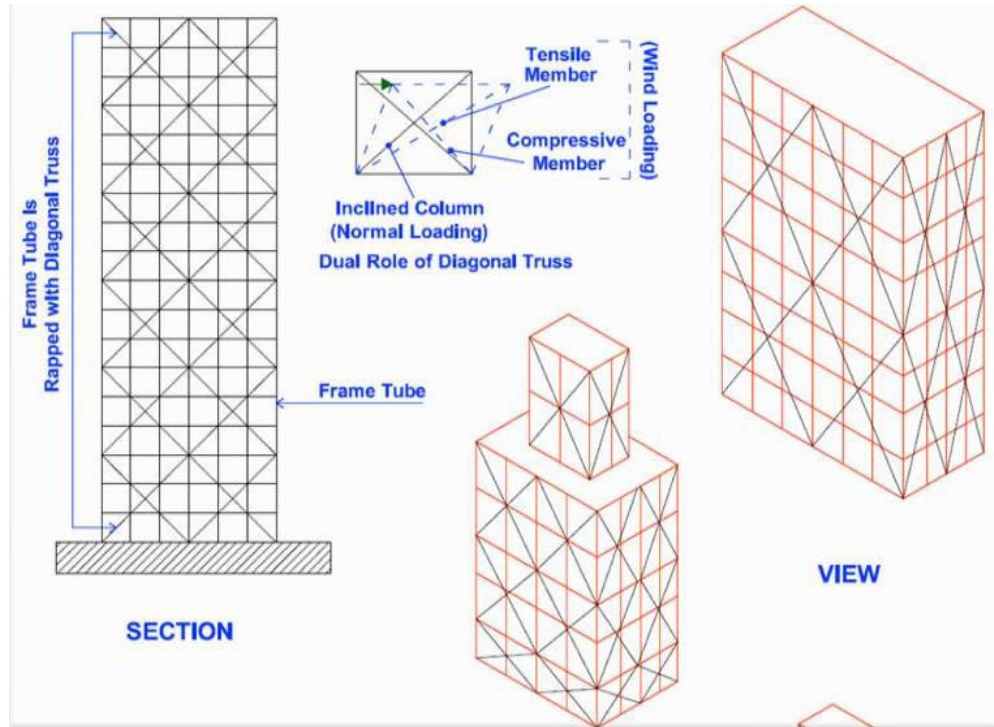 Frame Tube Is
Rapped with Diagonal Truss
Tensile
Member
Compressive
Member
(Wind Loading)
Inclined Column
(Normal Loading)
Dual Role of Diagonal Truss
Frame Tube
SECTION
VIEW